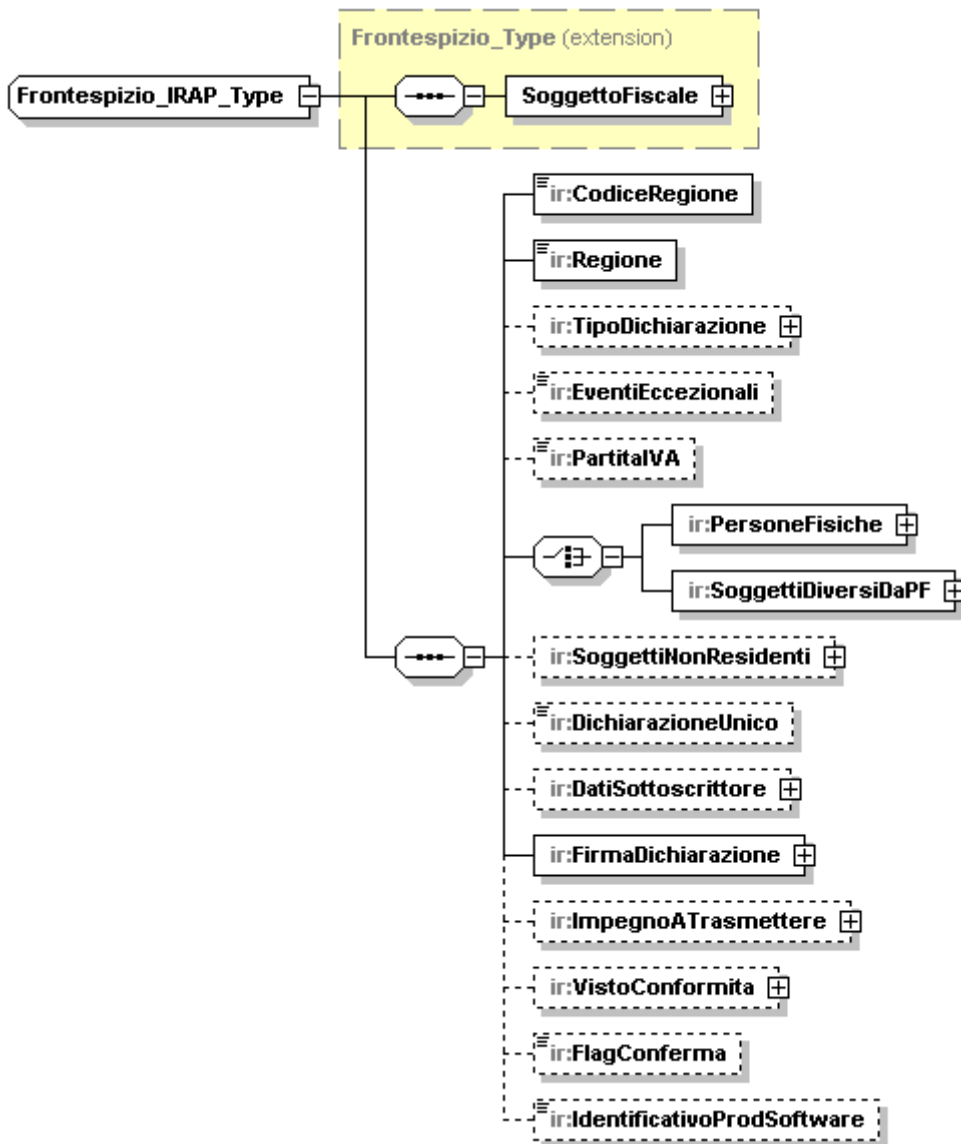 Frontespizio_Type (extension)
Frontespizio_IRAP_Type
SoggettoFiscale
ir:CodiceRegione
ir:Regione
ir:TipoDichiarazione
ir:EventiEccezionali
ir:PartitaIVA
ir:PersoneFisiche
ir:SoggettiDiversiDaPF
ir:SoggettiNonResidenti
ir:DichiarazioneUnico
ir:DatiSottoscrittore
ir:FirmaDichiarazione
ir:ImpegnoATrasmettere
ir:VistoConformita
ir:FlagConferma
ir:IdentificativoProdSoftware